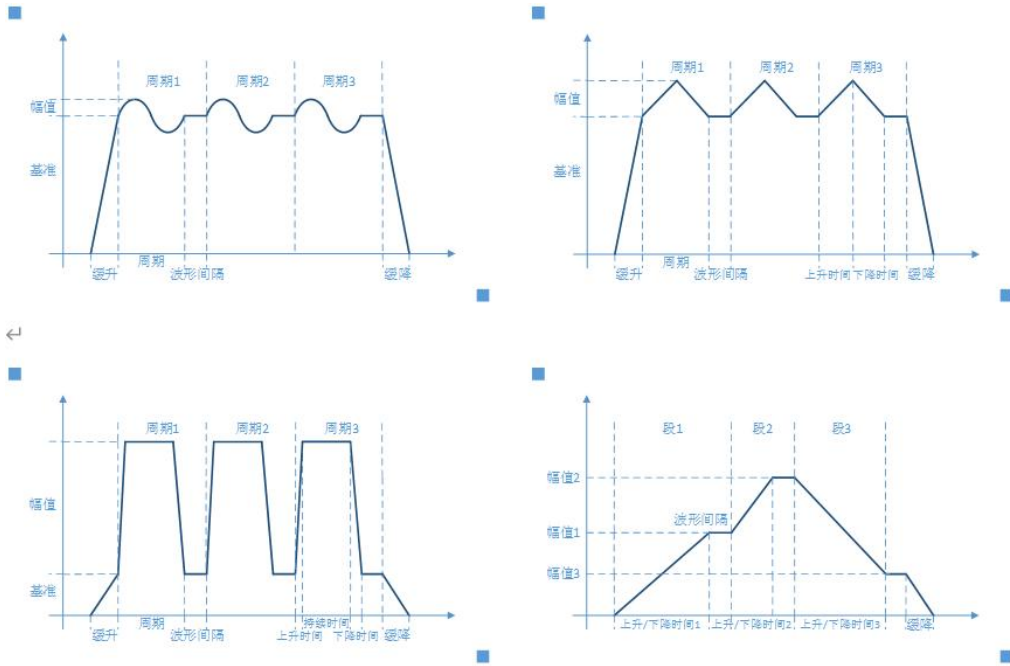 周期1 周期2 周期3
幅值
基准
周期
缓升 波形间隔 缓降
周期1 周期2 周期3
幅值
基准
周期
缓升 波形间隔 上升时间 下降时间 缓降
周期1 周期2 周期3
幅值
基准
周期 持续时间
缓升 波形间隔 上升时间 下降时间 缓降
段1 段2 段3
幅值2
波形间隔
幅值1
幅值3
上升/下降时间1 上升/下降时间2 上升/下降时间3 缓降